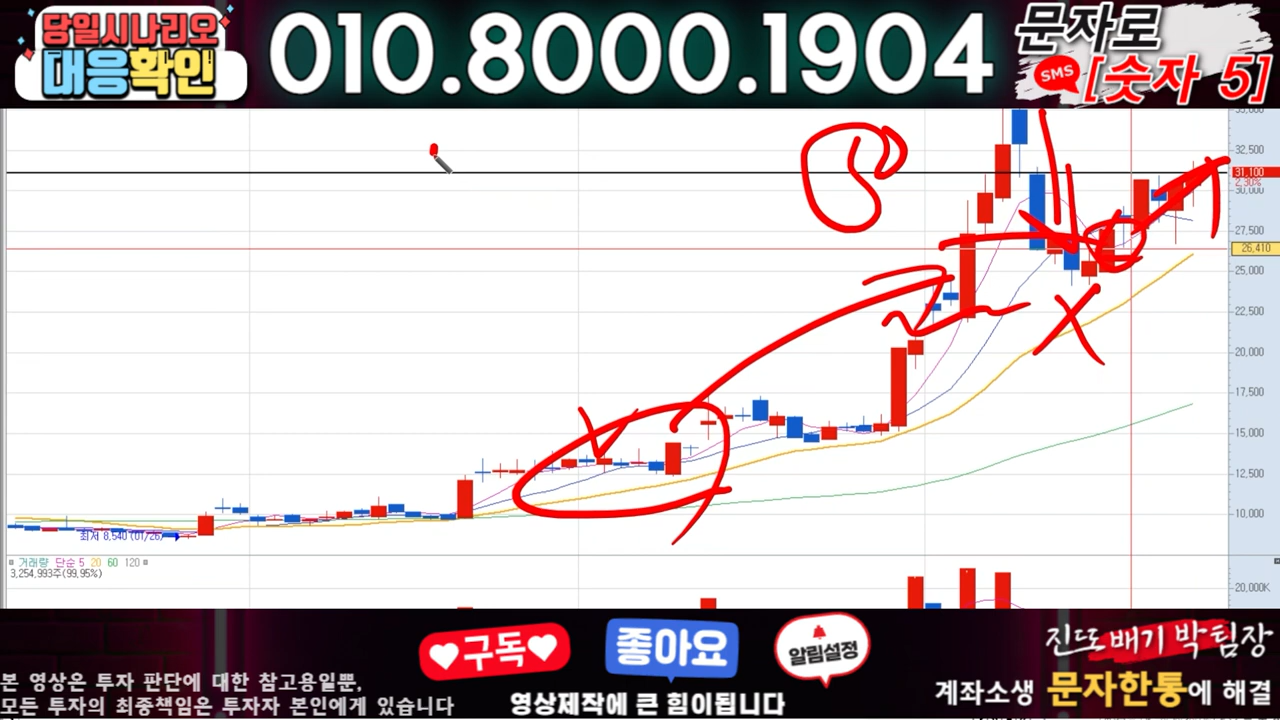 당일시나리오
대응확인
010.8000.1904
문자로
SMS
[숫자 5]
35,000
32,500
31,100
2.30%
30,000
27,500
26,410
25,000
22,500
20,000
17,500
15,000
12,500
10,000
최저 8,540 (01/26)
거래량 단순 5 20 60 120
3,254,993주(99.95%)
20,000K
구독
좋아요
알림설정
진또배기 박팀장
본 영상은 투자 판단에 대한 참고용일뿐,
모든 투자의 최종책임은 투자자 본인에게 있습니다
영상제작에 큰 힘이됩니다
계좌소생 문자한통에 해결